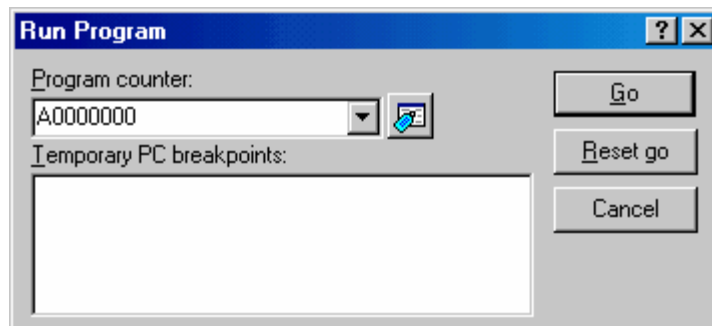 Run Program
Program counter:
A0000000
Temporary PC breakpoints:
Go
Reset go
Cancel